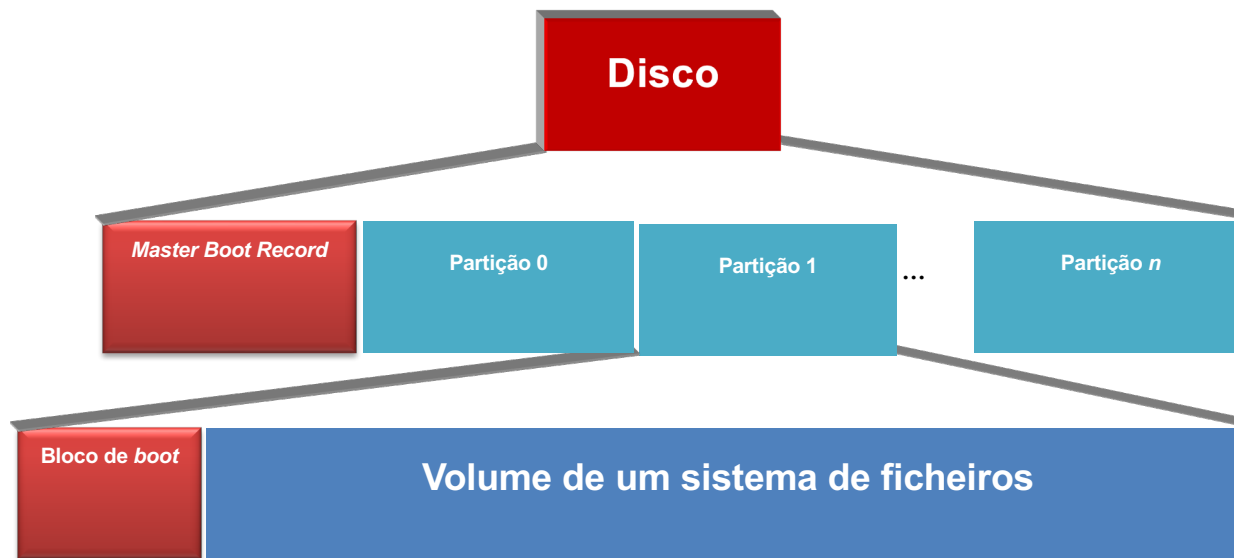 Disco
Master Boot Record
Partição 0
Partição 1
...
Partição n
Bloco de boot
Volume de um sistema de ficheiros